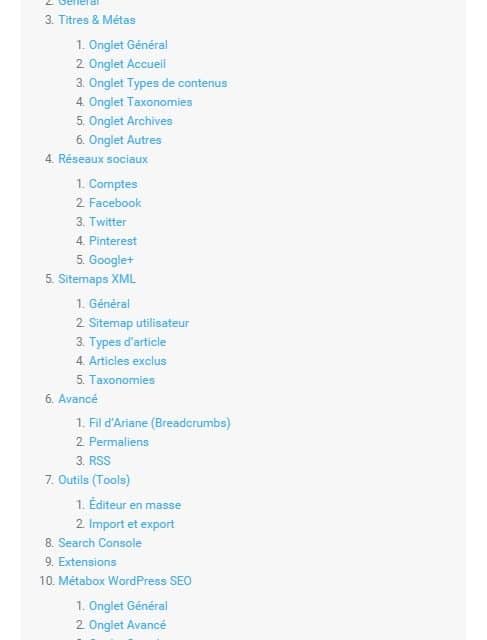 2. Général
3. Titres & Métas
1. Onglet Général
2. Onglet Accueil
3. Onglet Types de contenus
4. Onglet Taxonomies
5. Onglet Archives
6. Onglet Autres
4. Réseaux sociaux
1. Comptes
2. Facebook
3. Twitter
4. Pinterest
5. Google+
5. Sitemaps XML
1. Général
2. Sitemap utilisateur
3. Types d'article
4. Articles exclus
5. Taxonomies
6. Avancé
1. Fil d'Ariane (Breadcrumbs)
2. Permaliens
3. RSS
7. Outils (Tools)
1. Éditeur en masse
2. Import et export
8. Search Console
9. Extensions
10. Métabox WordPress SEO
1. Onglet Général
2. Onglet Avancé